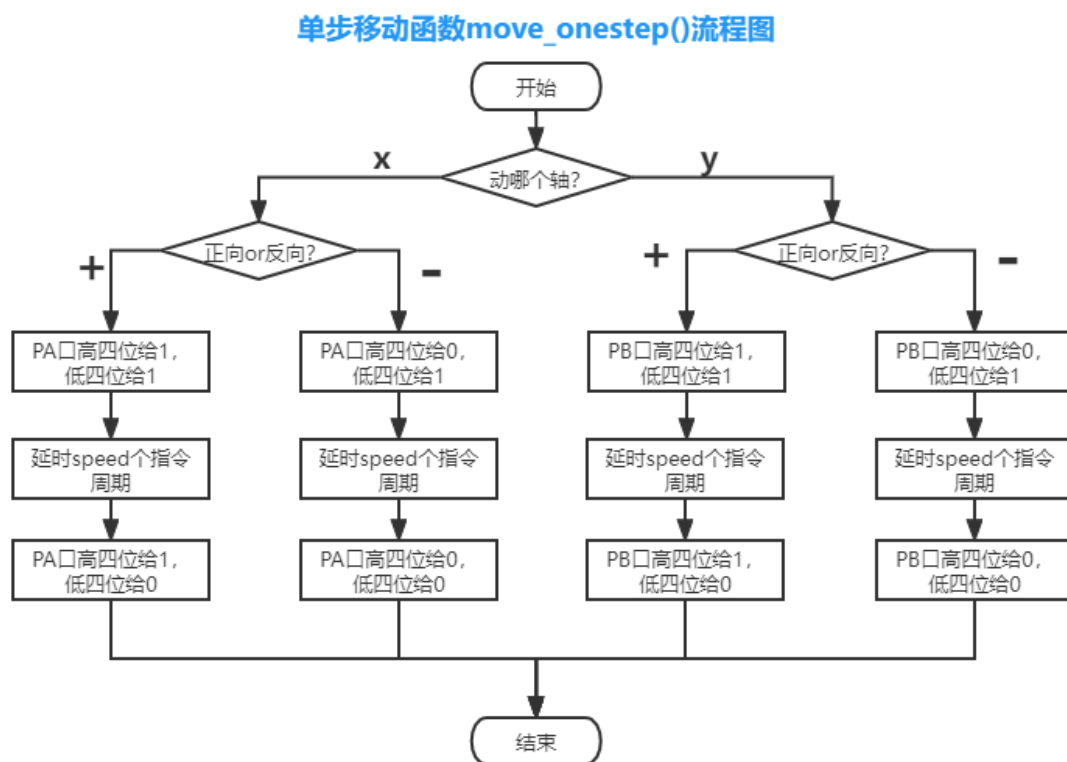 单步移动函数move_onestep()流程图
开始
动哪个轴?
x
y
正向or反向?
正向or反向?
+
-
+
-
PA口高四位给1,
低四位给1
PA口高四位给0,
低四位给1
PB口高四位给1,
低四位给1
PB口高四位给0,
低四位给1
延时speed个指令
周期
延时speed个指令
周期
延时speed个指令
周期
延时speed个指令
周期
PA口高四位给1,
低四位给0
PA口高四位给0,
低四位给0
PB口高四位给1,
低四位给0
PB口高四位给0,
低四位给0
结束